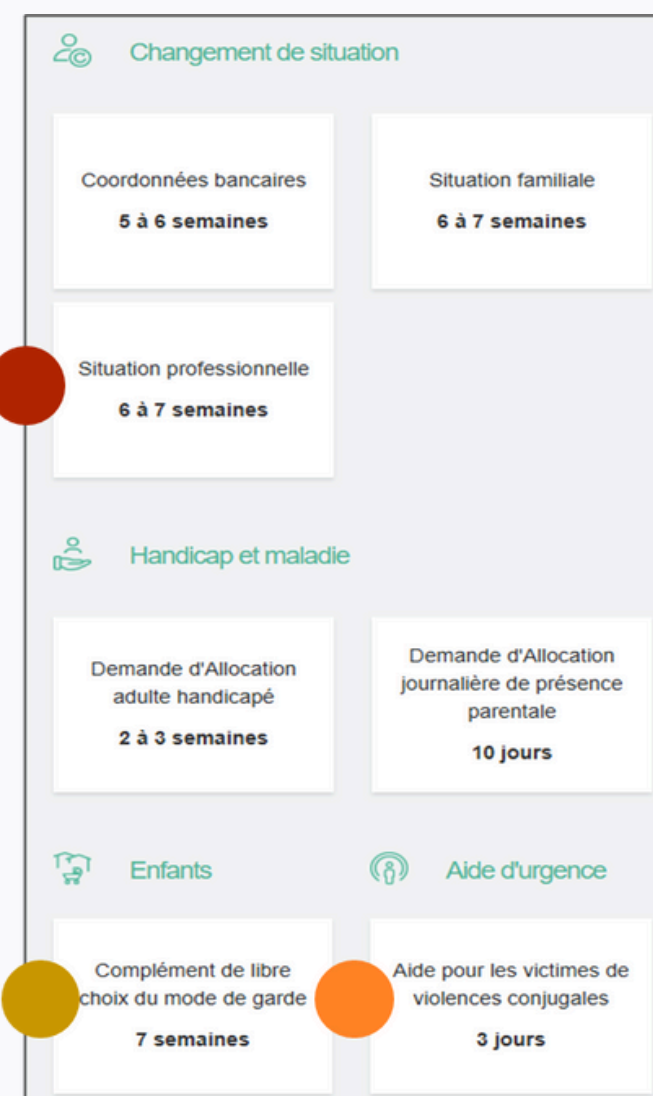 Changement de situation
Coordonnées bancaires
5 à 6 semaines
Situation familiale
6 à 7 semaines
Situation professionnelle
6 à 7 semaines
Handicap et maladie
Demande d'Allocation
adulte handicapé
2 à 3 semaines
Demande d'Allocation
journalière de présence
parentale
10 jours
Enfants
Complément de libre
choix du mode de garde
7 semaines
Aide d'urgence
Aide pour les victimes de
violences conjugales
3 jours